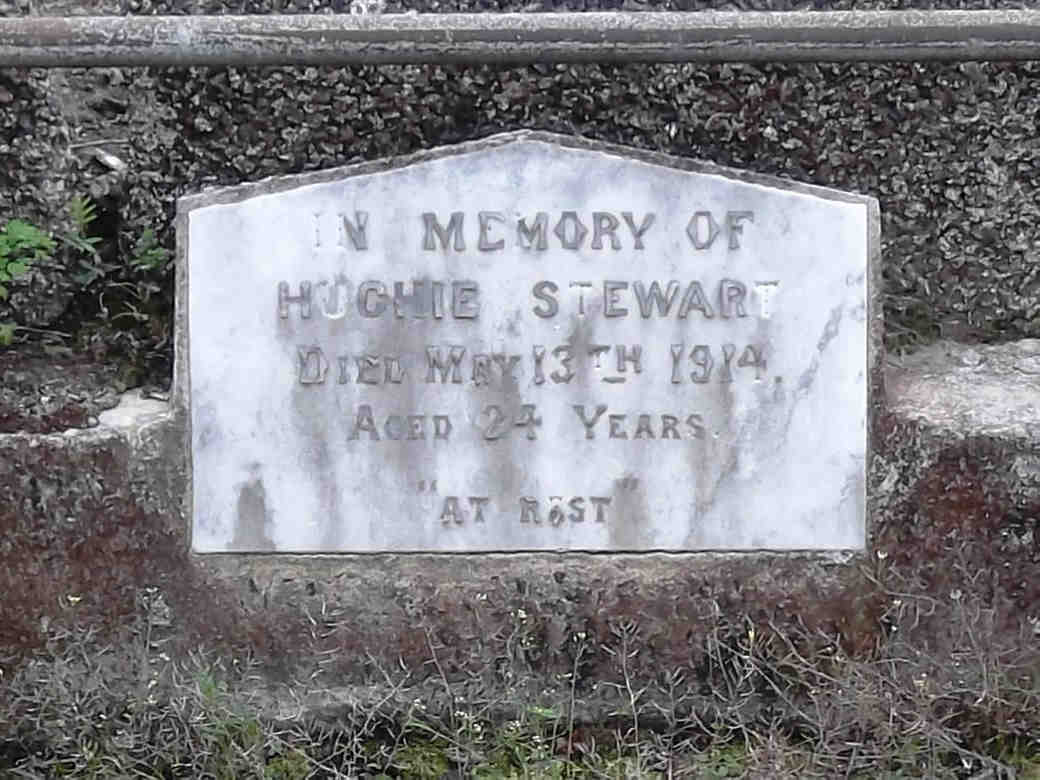 IN MEMORY OF
HUGHIE STEWART
DIED MAY 13TH 1914.
AGED 24 YEARS.
"AT REST"